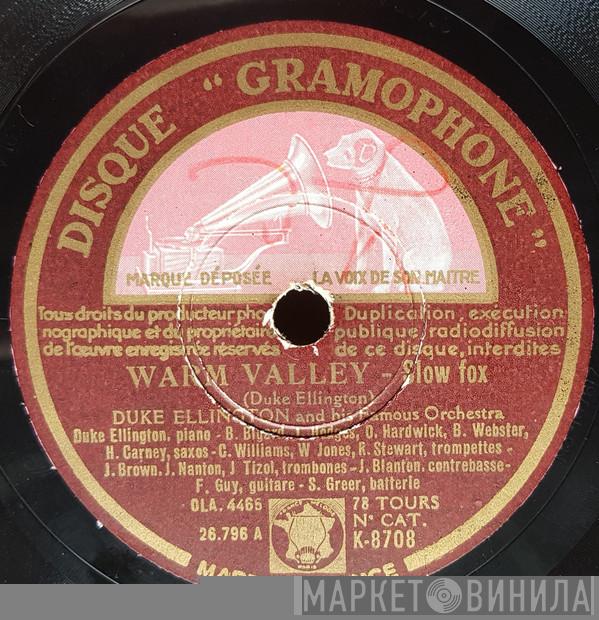 DISQUE "GRAMOPHONE"
MARQUE DÉPOSÉE LA VOIX DE SON MAITRE
Tous droits du producteur pho Duplication, exécution
nographique et du propriétaire publique, radiodiffusion
de l'œuvre enregistrée réservés de ce disque, interdites
WARM VALLEY - Slow fox
(Duke Ellington)
DUKE ELLINGTON and his Famous Orchestra
Duke Ellington, piano - B. Bigard, Hodges, O. Hardwick, B. Webster,
H. Carney, saxos - C. Williams, W Jones, R. Stewart, trompettes -
J. Brown. J. Nanton, J Tizol, trombones - J. Blanton. contrebasse -
F. Guy, guitare - S. Greer, batterie
OLA. 4465 78 TOURS
26.796 A Nº CAT.
K-8708
МАРКЕТ ВИНИЛА